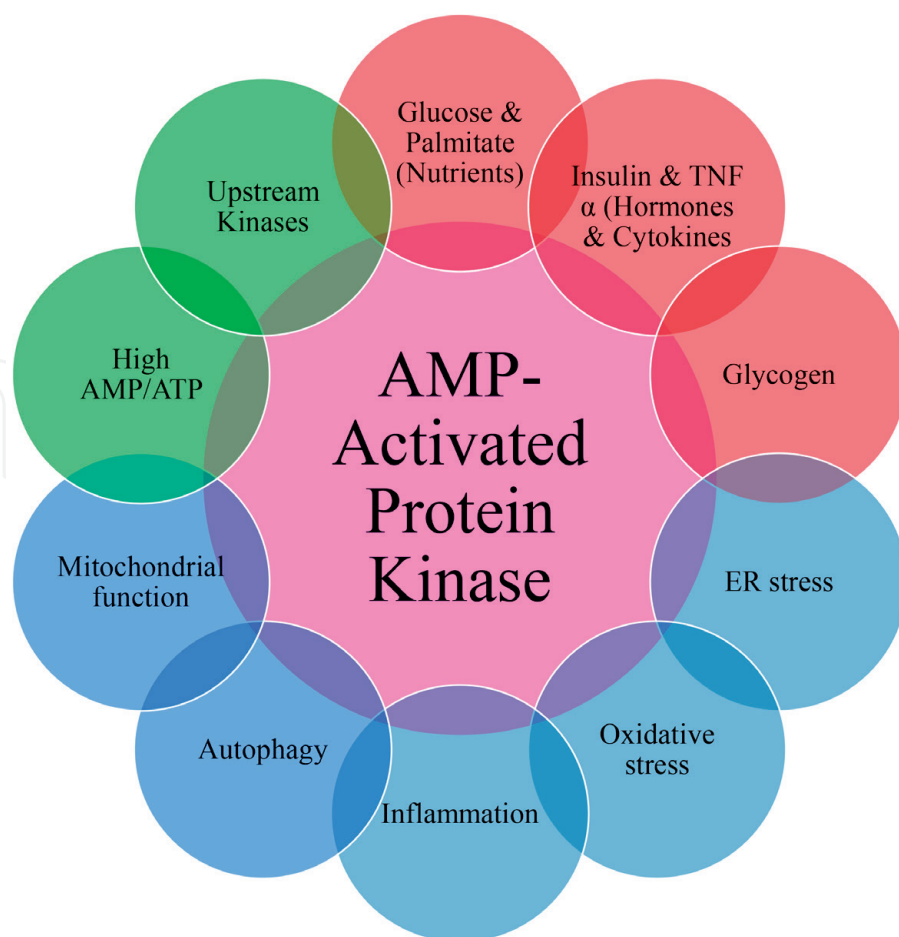 Glucose &
Palmitate
(Nutrients)
Insulin & TNF
α (Hormones
& Cytokines
Glycogen
ER stress
Oxidative
stress
Inflammation
Autophagy
Mitochondrial
function
High
AMP/ATP
Upstream
Kinases
AMP-
Activated
Protein
Kinase